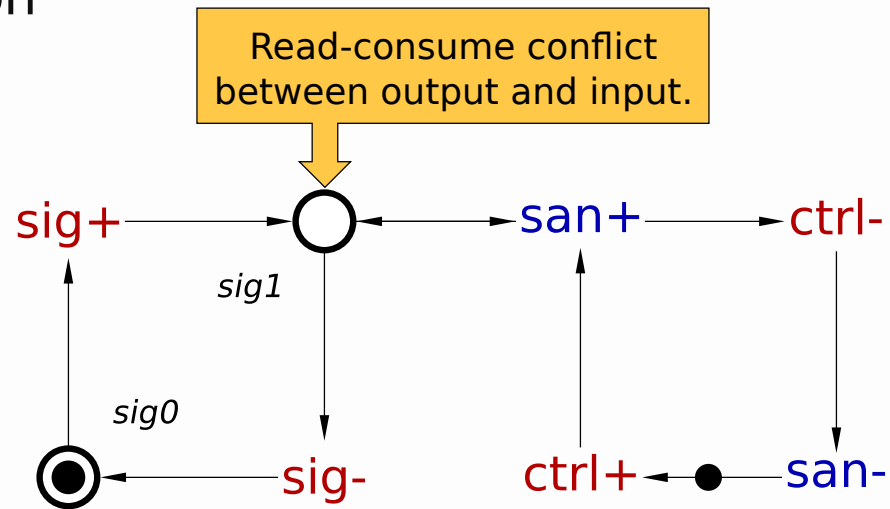 Read-consume conflict
between output and input.
sig+
san+
ctrl-
sig1
sig0
sig-
ctrl+
san-